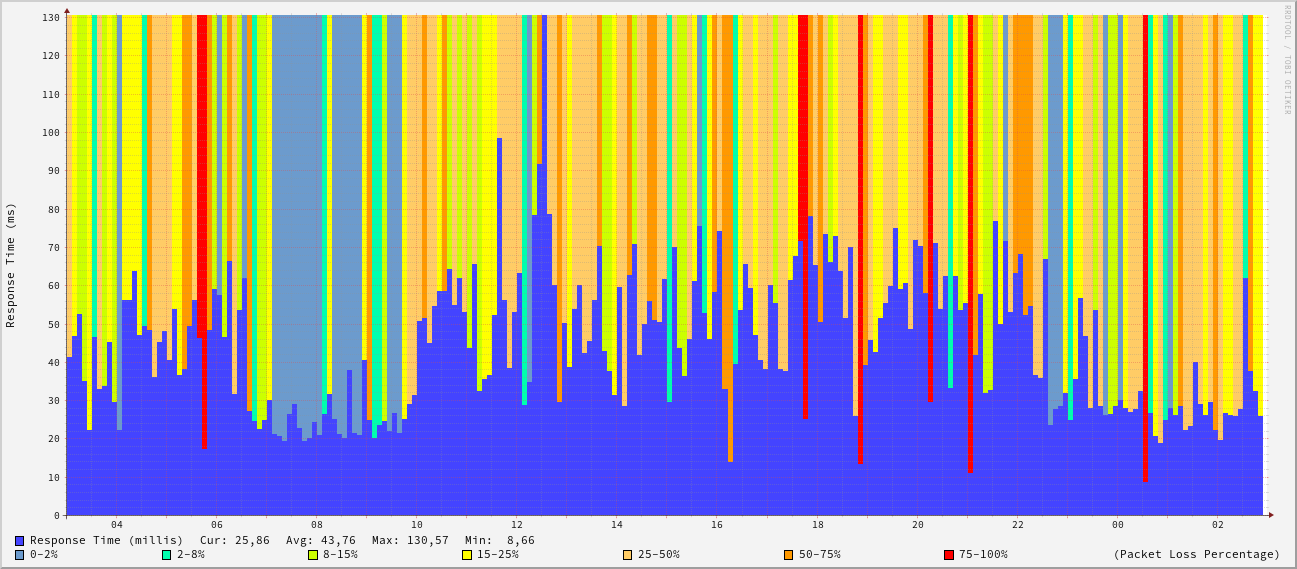 RRDTOOL / TOBI OETIKER
Response Time (ms)
130
120
110
100
90
80
70
60
50
40
30
20
10
0
04 06 08 10 12 14 16 18 20 22 00 02
Response Time (millis) Cur: 25,86 Avg: 43,76 Max: 130,57 Min: 8,66
0-2% 2-8% 8-15% 15-25% 25-50% 50-75% 75-100% (Packet Loss Percentage)